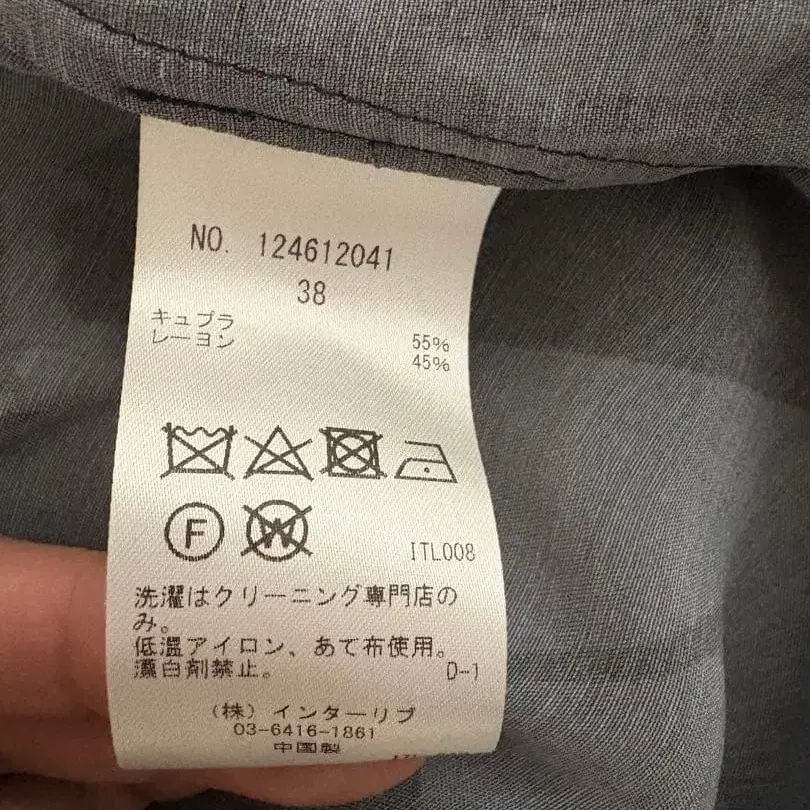 NO. 124612041
38
キュプラ 55%
レーヨン 45%
F W
ITL008
洗濯はクリーニング専門店の
み。
低温アイロン、あて布使用。
漂白剤禁止。 D-1
(株)インターリブ
03-6416-1861
中国製